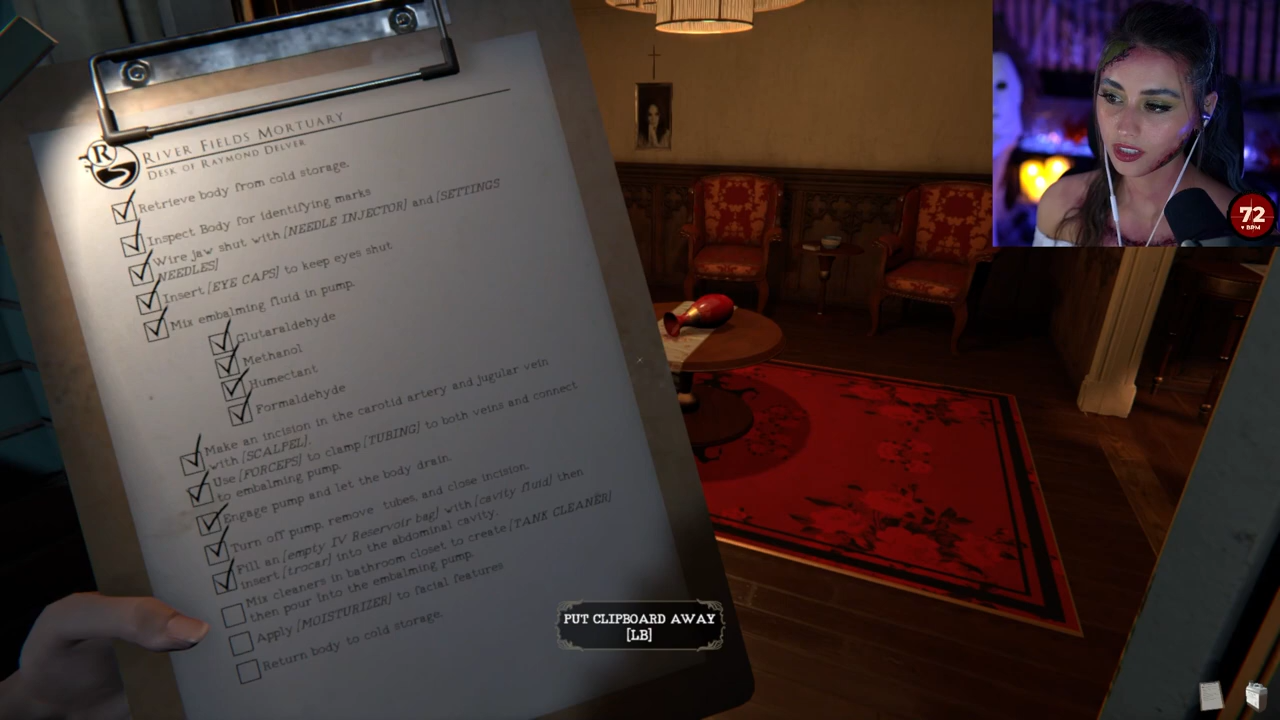 RIVER FIELDS MORTUARY
DESK OF RAYMOND DELVER
R
Retrieve body from cold storage.
Inspect Body for identifying marks
Wire jaw shut with [NEEDLE INJECTOR] and [SETTINGS
NEEDLES]
Insert [EYE CAPS] to keep eyes shut
Mix embalming fluid in pump.
Glutaraldehyde
Methanol
Humectant
Formaldehyde
Make an incision in the carotid artery and jugular vein
with [SCALPEL].
Use [FORCEPS] to clamp [TUBING] to both veins and connect
to embalming pump.
Engage pump and let the body drain.
Turn off pump, remove tubes, and close incision.
Fill an [empty IV Reservoir bag] with [cavity fluid] then
insert [trocar] into the abdominal cavity.
Mix cleaners in bathroom closet to create [TANK CLEANER]
then pour into the embalming pump.
Apply [MOISTURIZER] to facial features
Return body to cold storage.
PUT CLIPBOARD AWAY
[LB]
72
♥ BPM